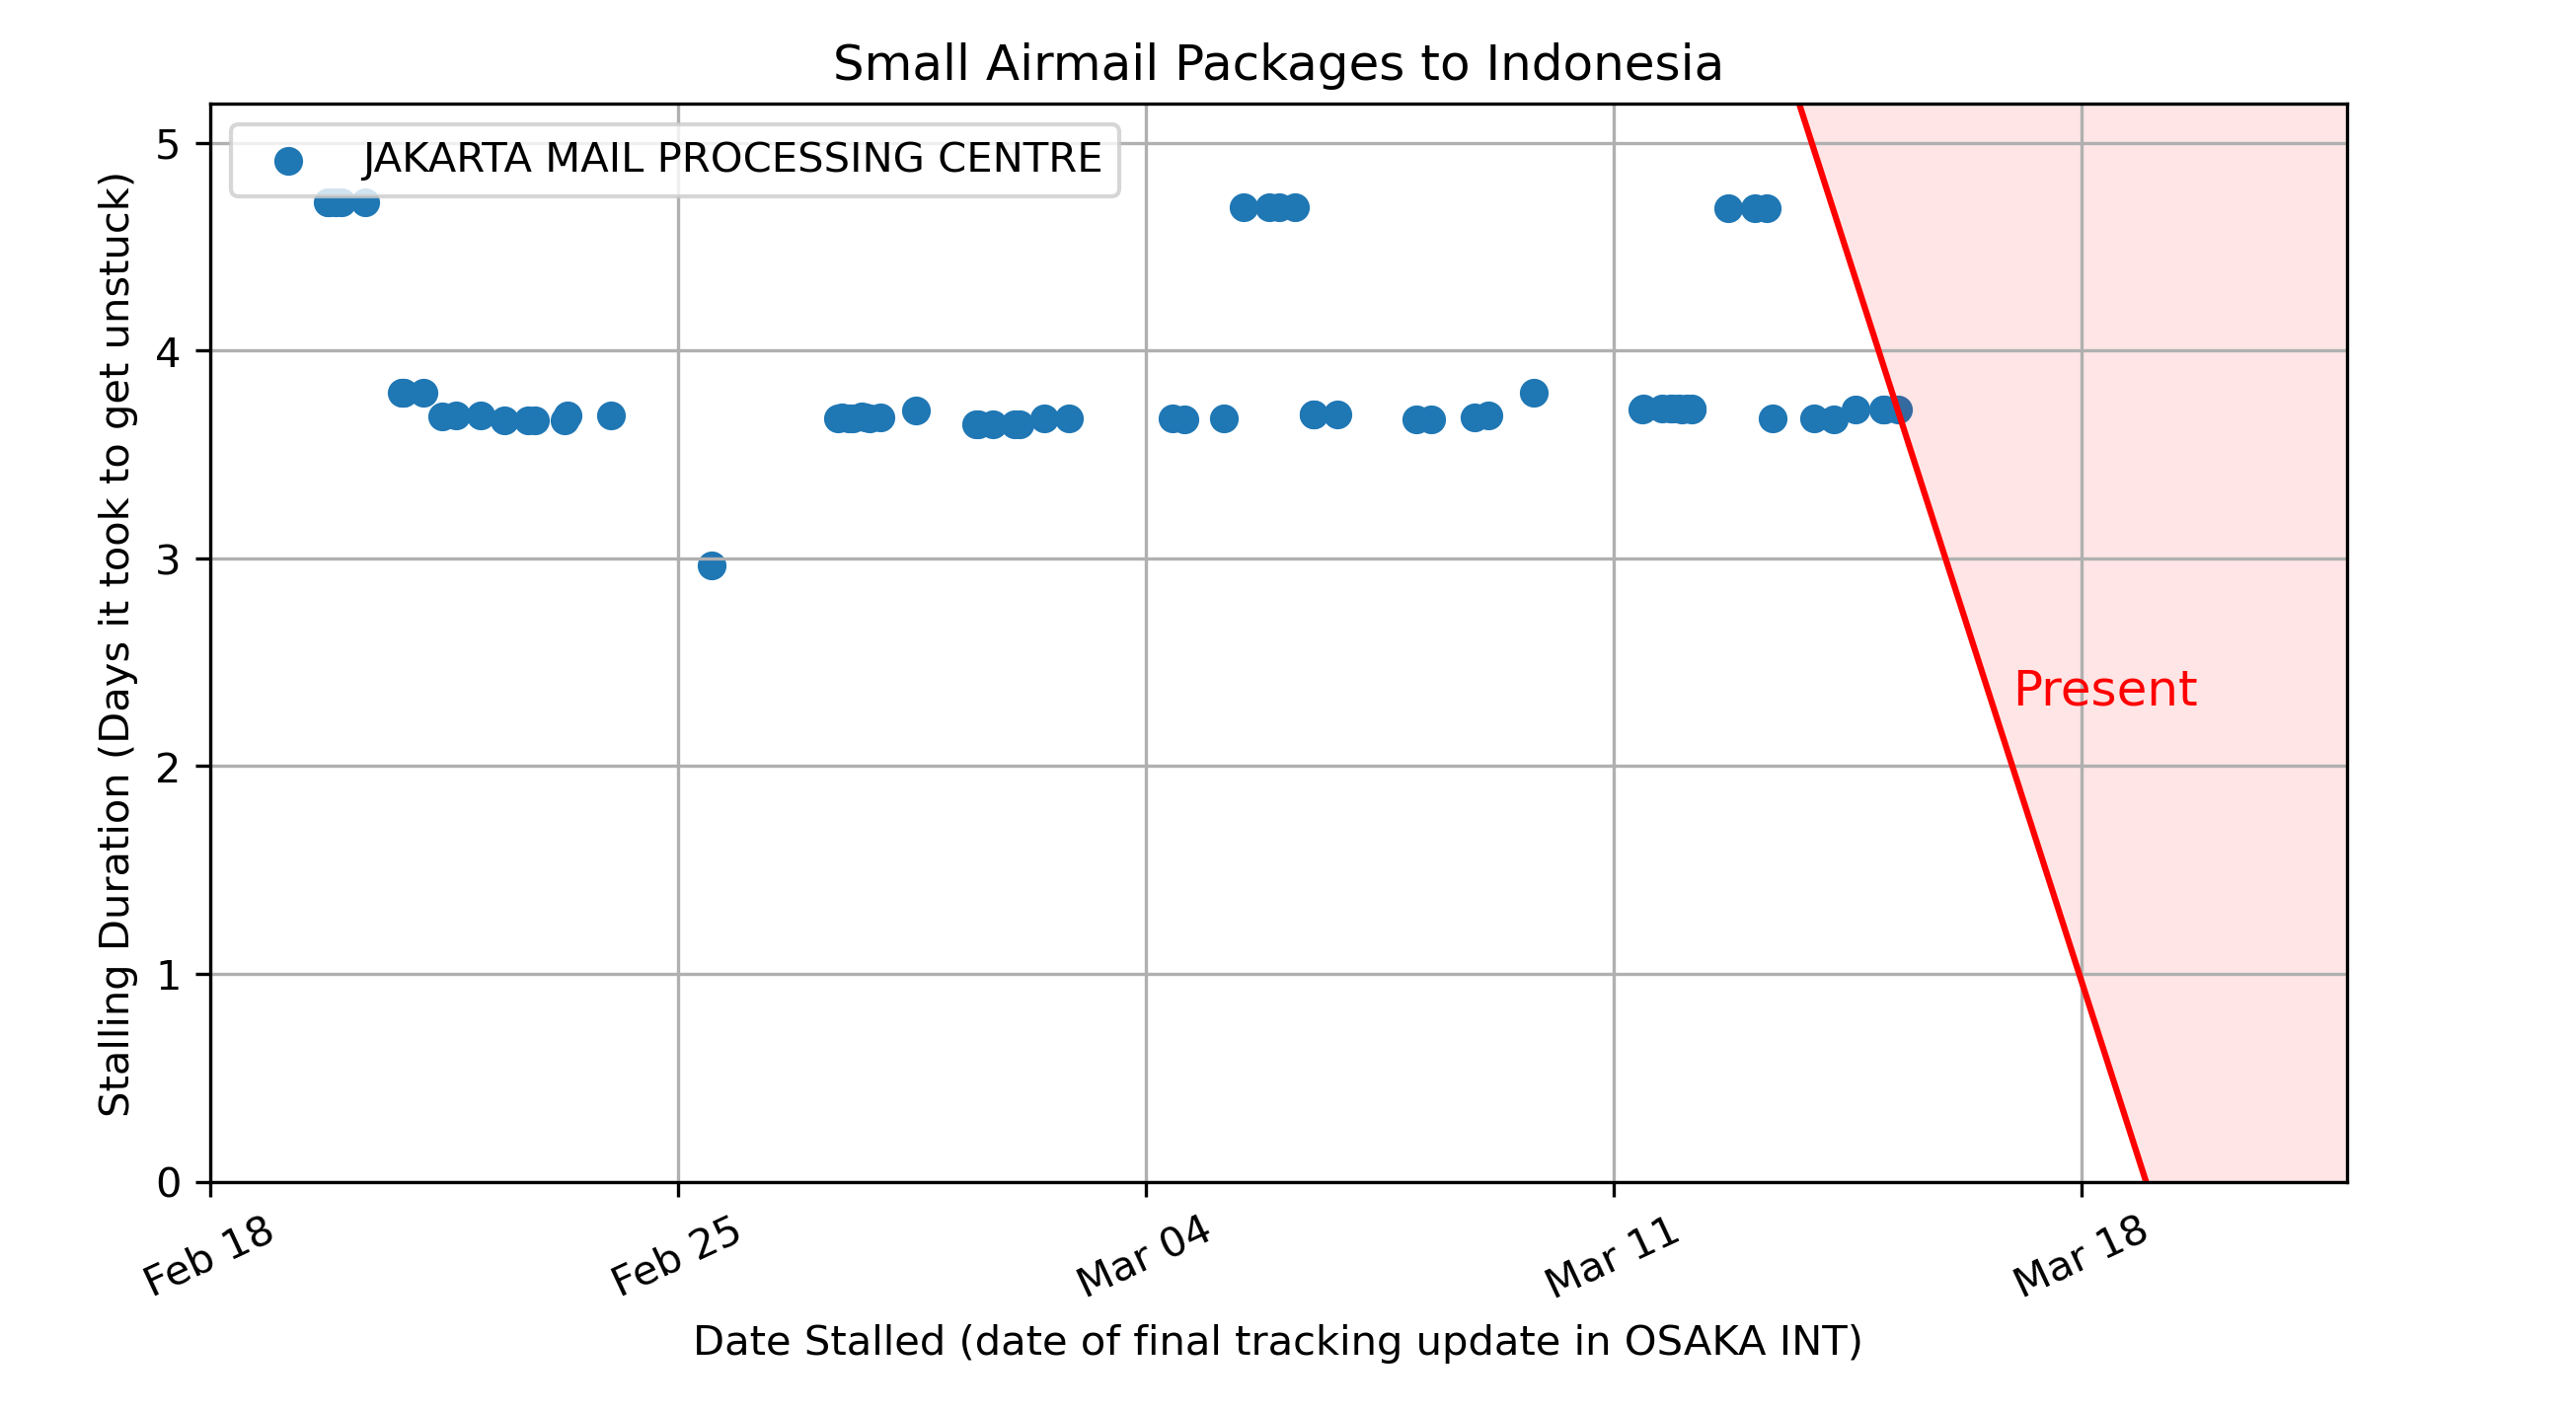 Small Airmail Packages to Indonesia
JAKARTA MAIL PROCESSING CENTRE
Stalling Duration (Days it took to get unstuck)
5
4
3
2
1
0
Present
Feb 18
Feb 25
Mar 04
Mar 11
Mar 18
Date Stalled (date of final tracking update in OSAKA INT)